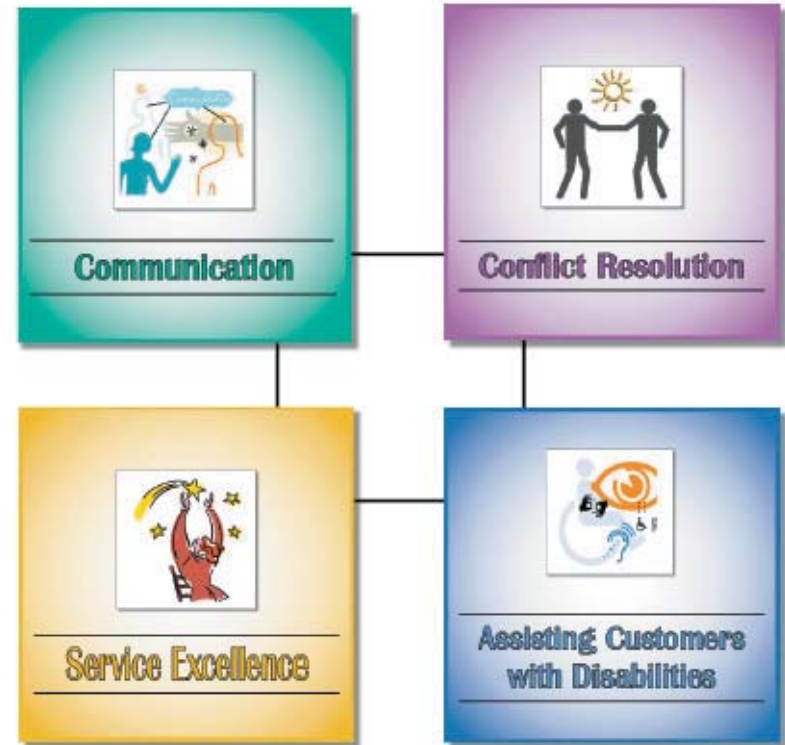 Communication
Conflict Resolution
Service Excellence
Assisting Customers
with Disabilities